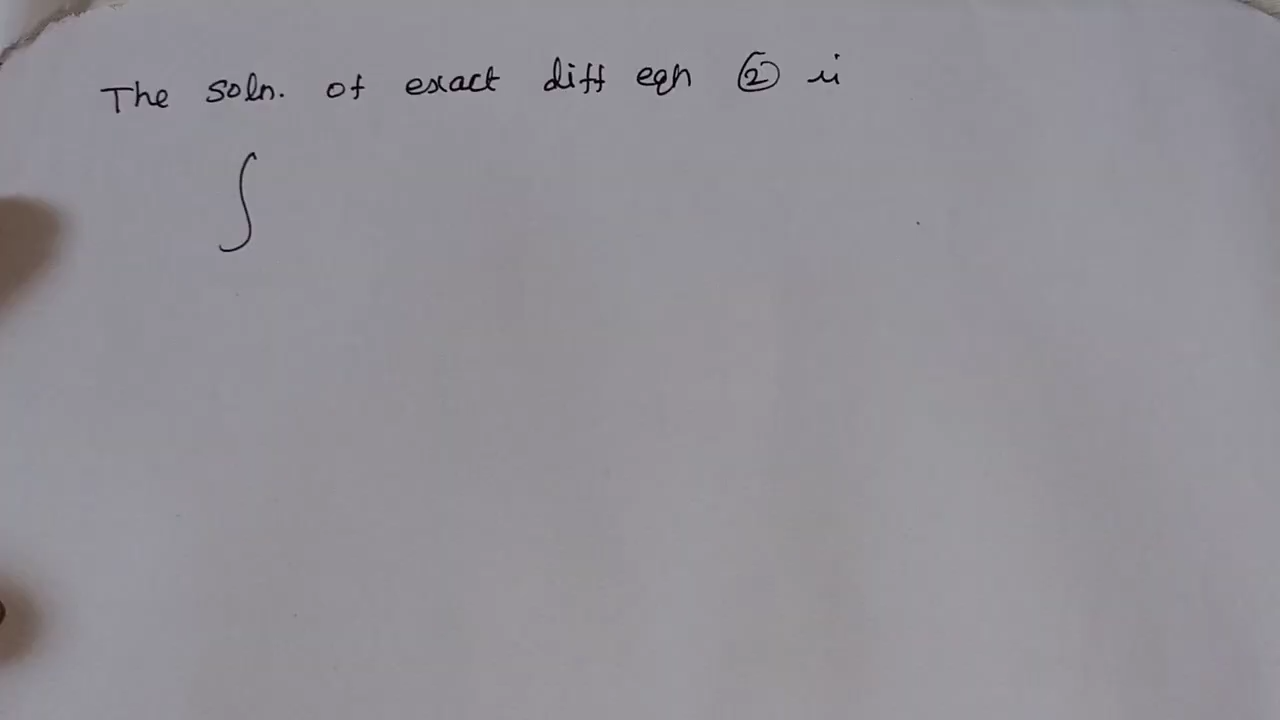 The soln. of exact diff eqn ② is
∫